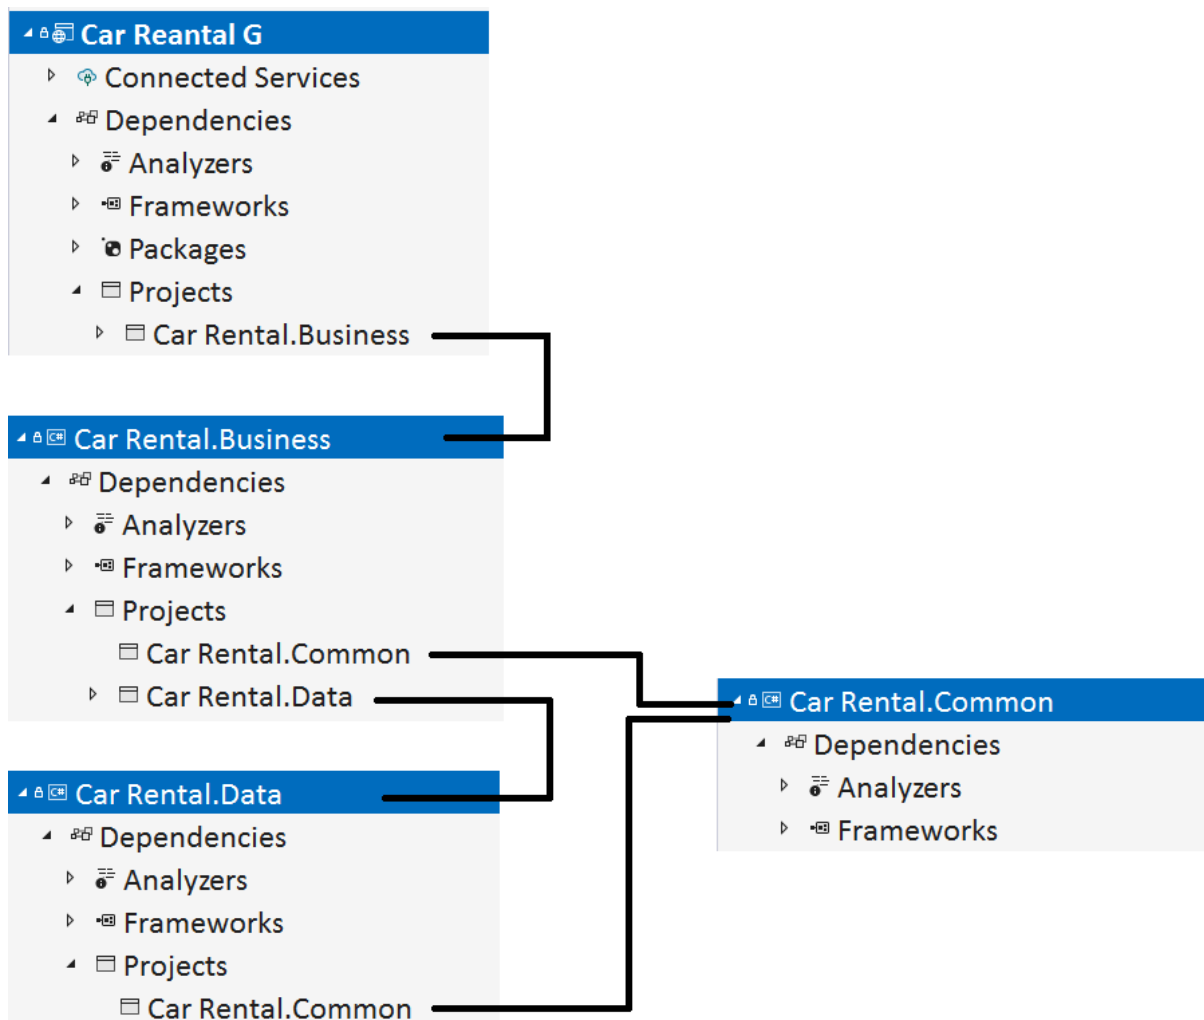 Car Reantal G
Connected Services
Dependencies
Analyzers
Frameworks
Packages
Projects
Car Rental.Business
C# Car Rental.Business
Dependencies
Analyzers
Frameworks
Projects
Car Rental.Common
Car Rental.Data
C# Car Rental.Data
Dependencies
Analyzers
Frameworks
Projects
Car Rental.Common
C# Car Rental.Common
Dependencies
Analyzers
Frameworks